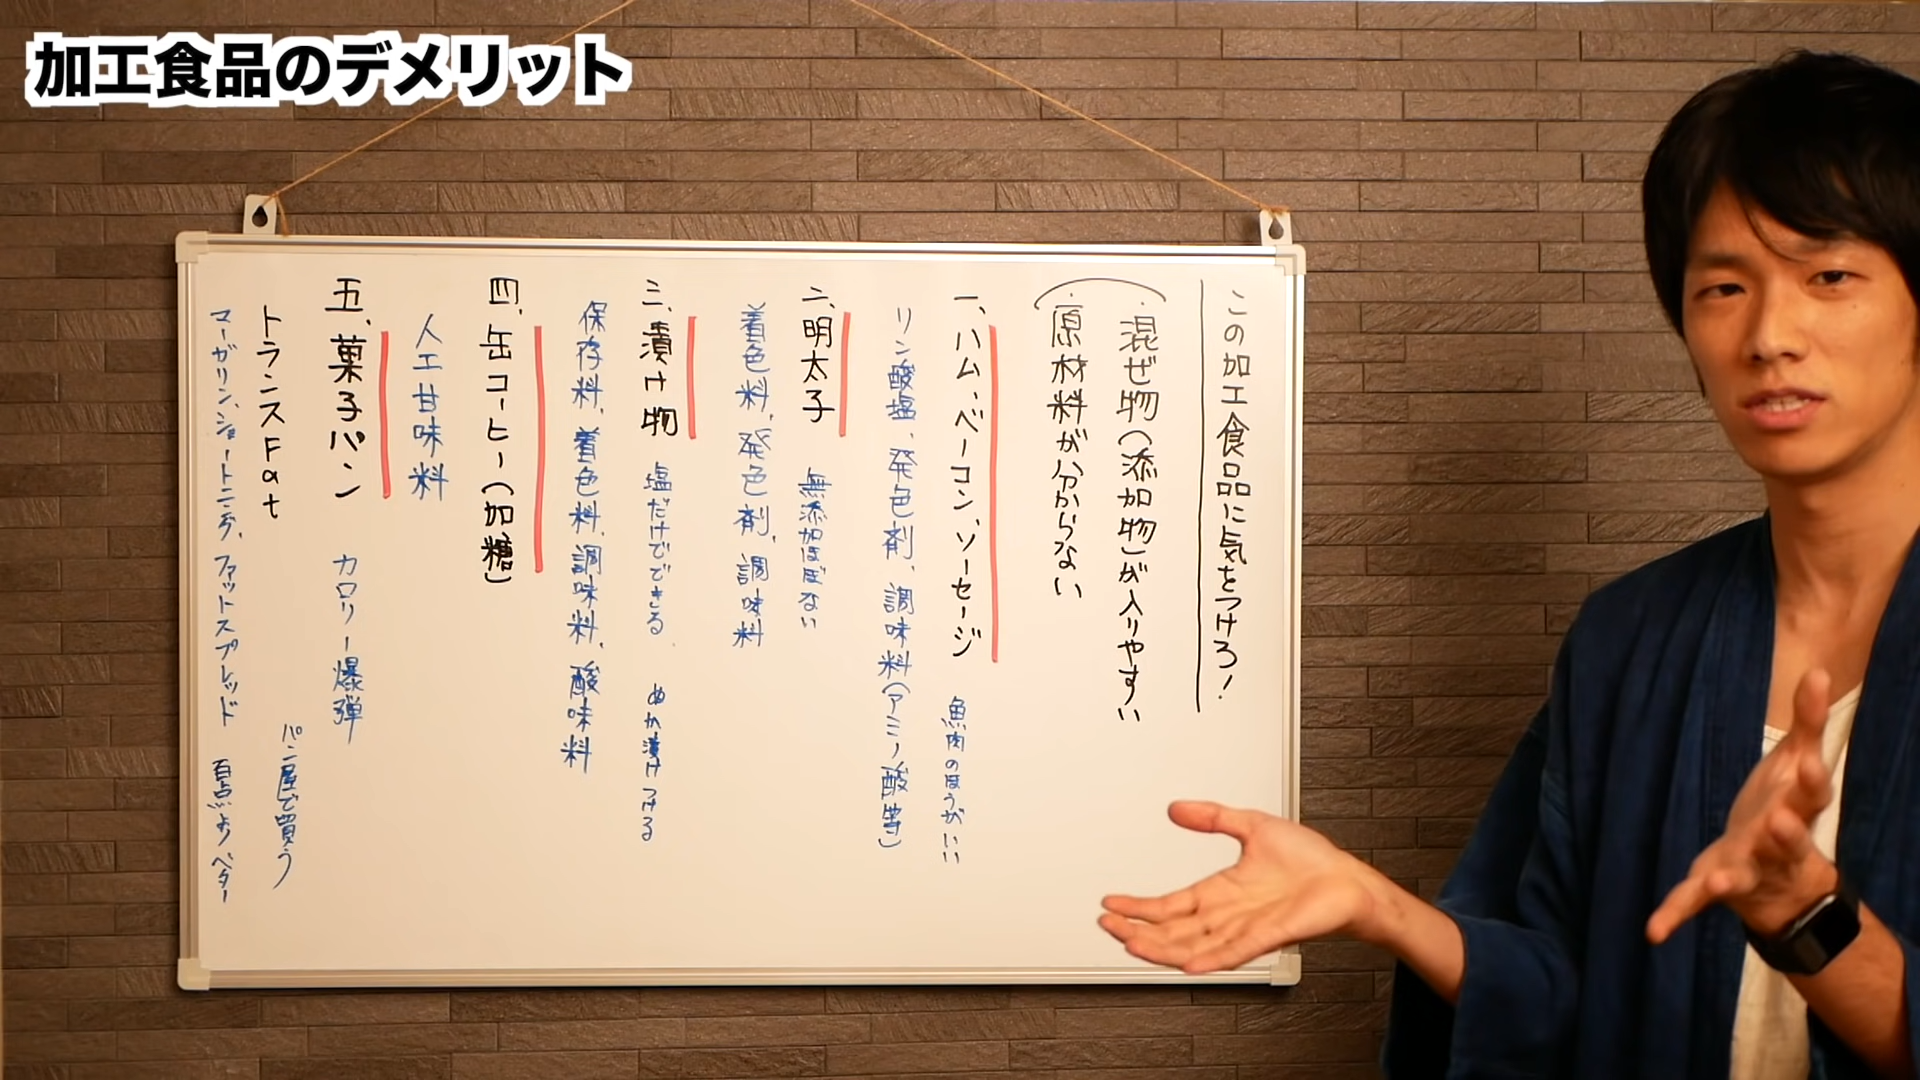 加工食品のデメリット
この加工食品に気をつけろ!
・混ぜ物(添加物)が入りやすい
・原材料が分からない
一、ハム、ベーコン、ソーセージ 魚肉のほうがいい
リン酸塩、発色剤、調味料(アミノ酸等)
二、明太子 無添加ほぼない
着色料、発色剤、調味料
三、漬け物 塩だけでできる ぬか漬けつける
保存料、着色料、調味料、酸味料
四、缶コーヒー(加糖)
人工甘味料
五、菓子パン カロリー爆弾
トランスFat パン屋で買う
マーガリン、ショートニング、ファットスプレッド 百点よりベター